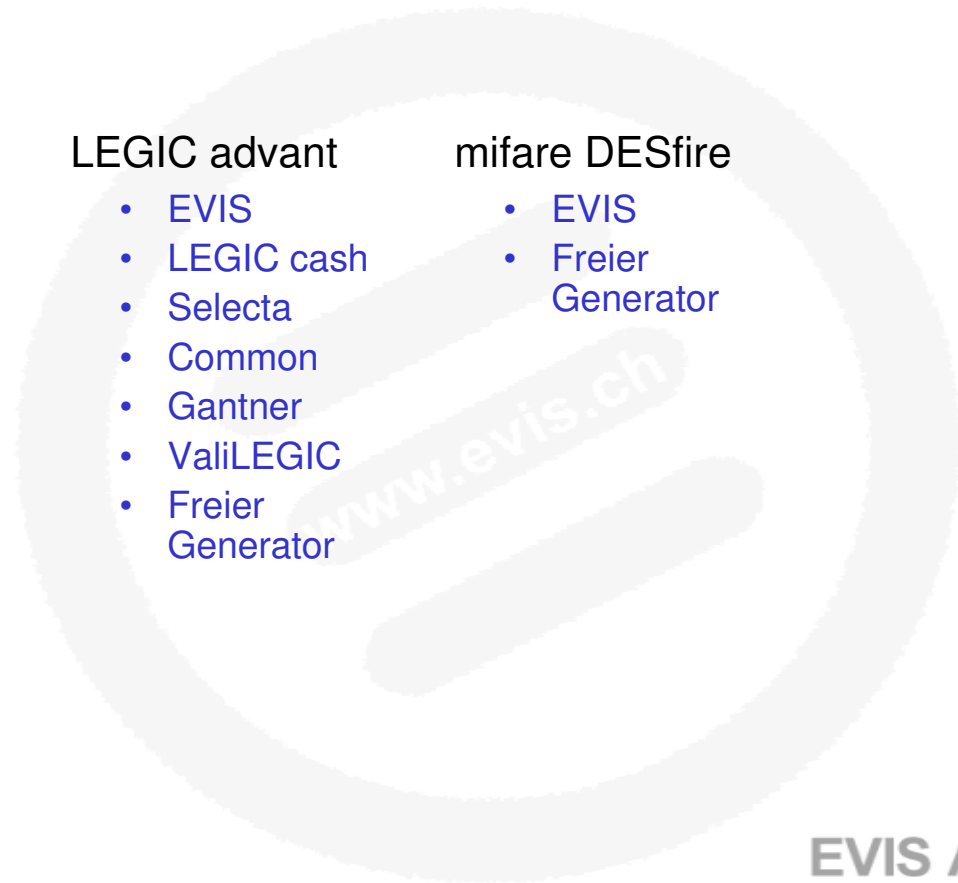 LEGIC advant
• EVIS
• LEGIC cash
• Selecta
• Common
• Gantner
• ValiLEGIC
• Freier
Generator
mifare DESfire
• EVIS
• Freier
Generator
www.evis.ch
EVIS A